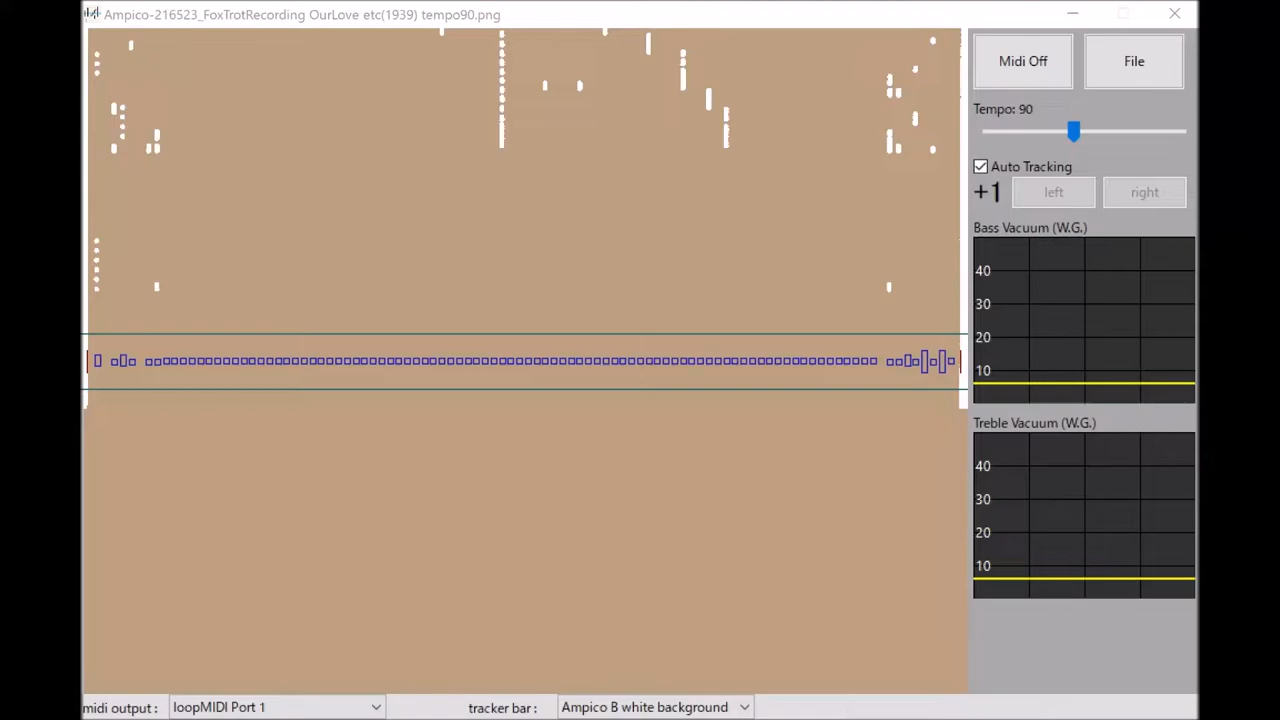 Ampico-216523_FoxTrotRecording OurLove etc(1939) tempo90.png
Midi Off
File
Tempo: 90
Auto Tracking
+1
left
right
Bass Vacuum (W.G.)
40
30
20
10
Treble Vacuum (W.G.)
40
30
20
10
midi output :
loopMIDI Port 1
tracker bar :
Ampico B white background